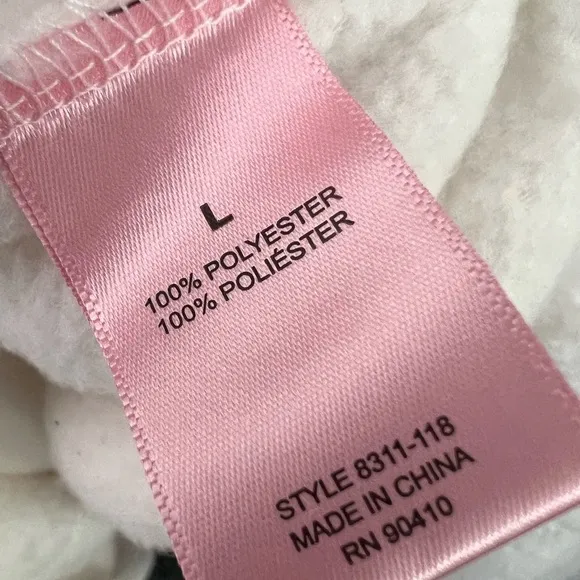 L
100% POLYESTER
100% POLIÉSTER
STYLE 8311-118
MADE IN CHINA
RN 90410